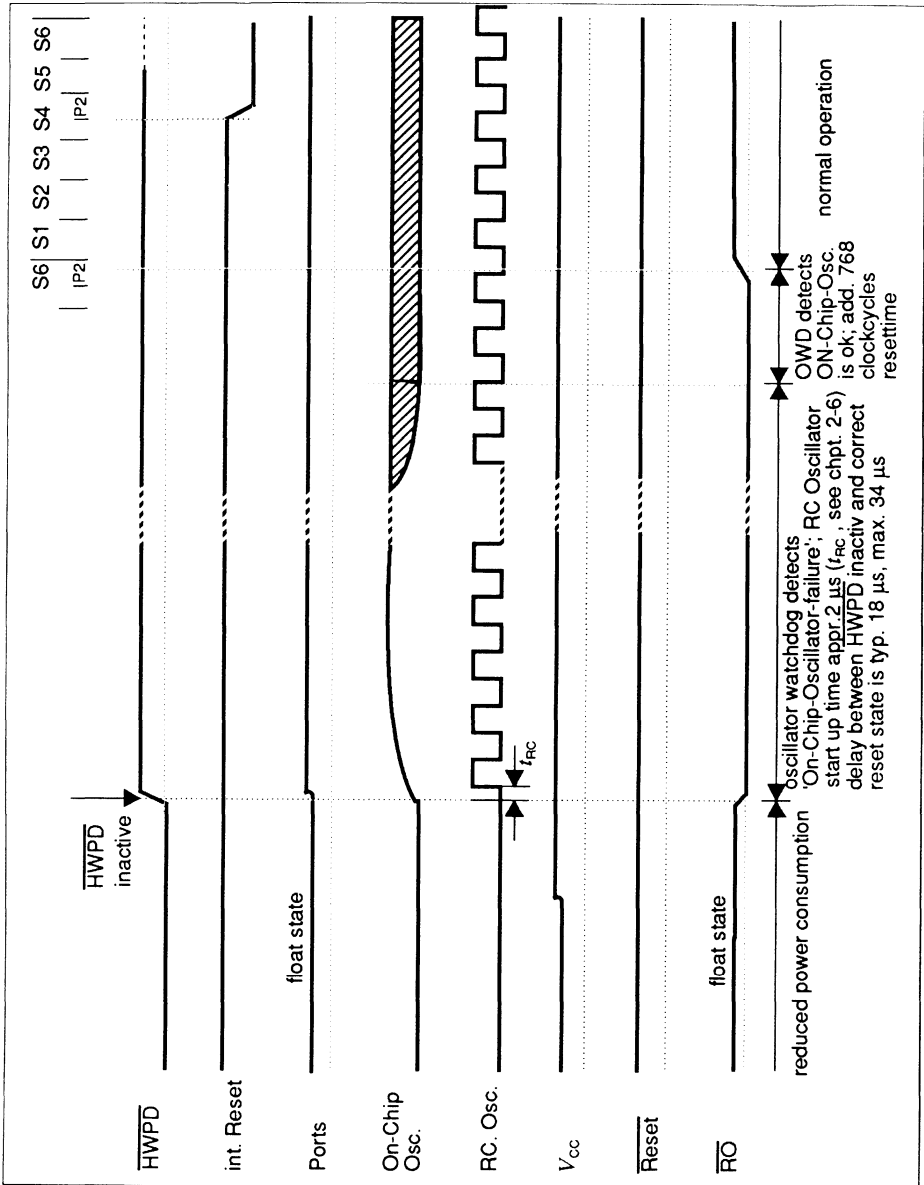 S6 S1 S2 S3 S4 S5 S6
P2 P2
HWPD
inactive
HWPD
int. Reset
float state
Ports
On-Chip
Osc.
RC. Osc.
tRC
VCC
Reset
float state
RO
reduced power consumption
oscillator watchdog detects
'On-Chip-Oscillator-failure'; RC Oscillator
start up time appr.2 µs (tRC , see chpt. 2-6)
delay between HWPD inactiv and correct
reset state is typ. 18 µs, max. 34 µs
OWD detects
ON-Chip-Osc.
is ok; add. 768
clockcycles
resettime
normal operation